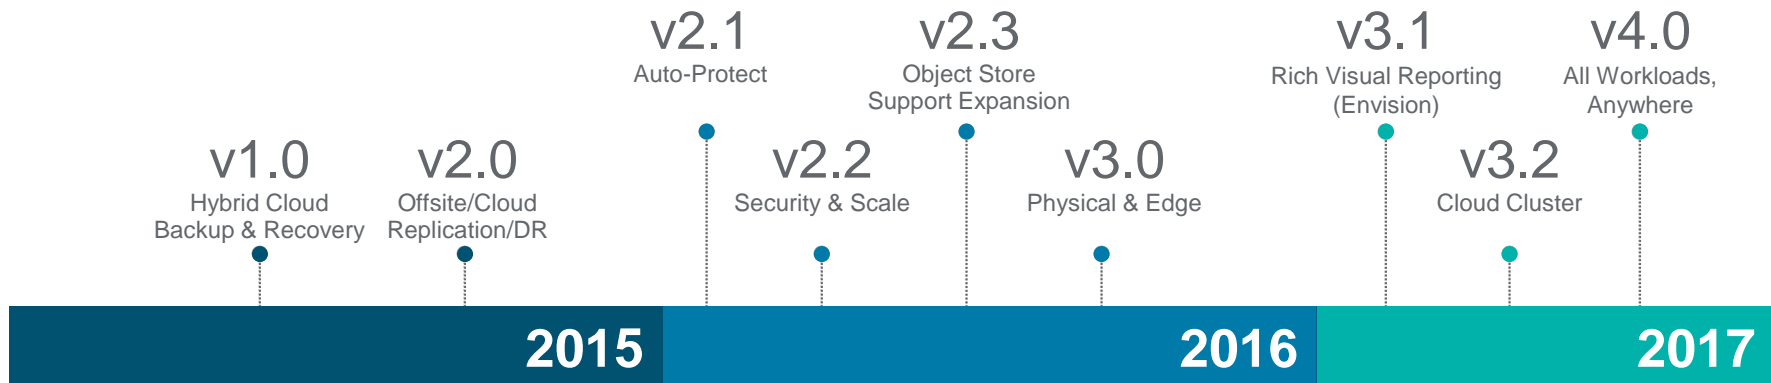 v1.0
Hybrid Cloud
Backup & Recovery
v2.0
Offsite/Cloud
Replication/DR
v2.1
Auto-Protect
v2.2
Security & Scale
v2.3
Object Store
Support Expansion
v3.0
Physical & Edge
v3.1
Rich Visual Reporting
(Envision)
v3.2
Cloud Cluster
v4.0
All Workloads,
Anywhere
2015
2016
2017